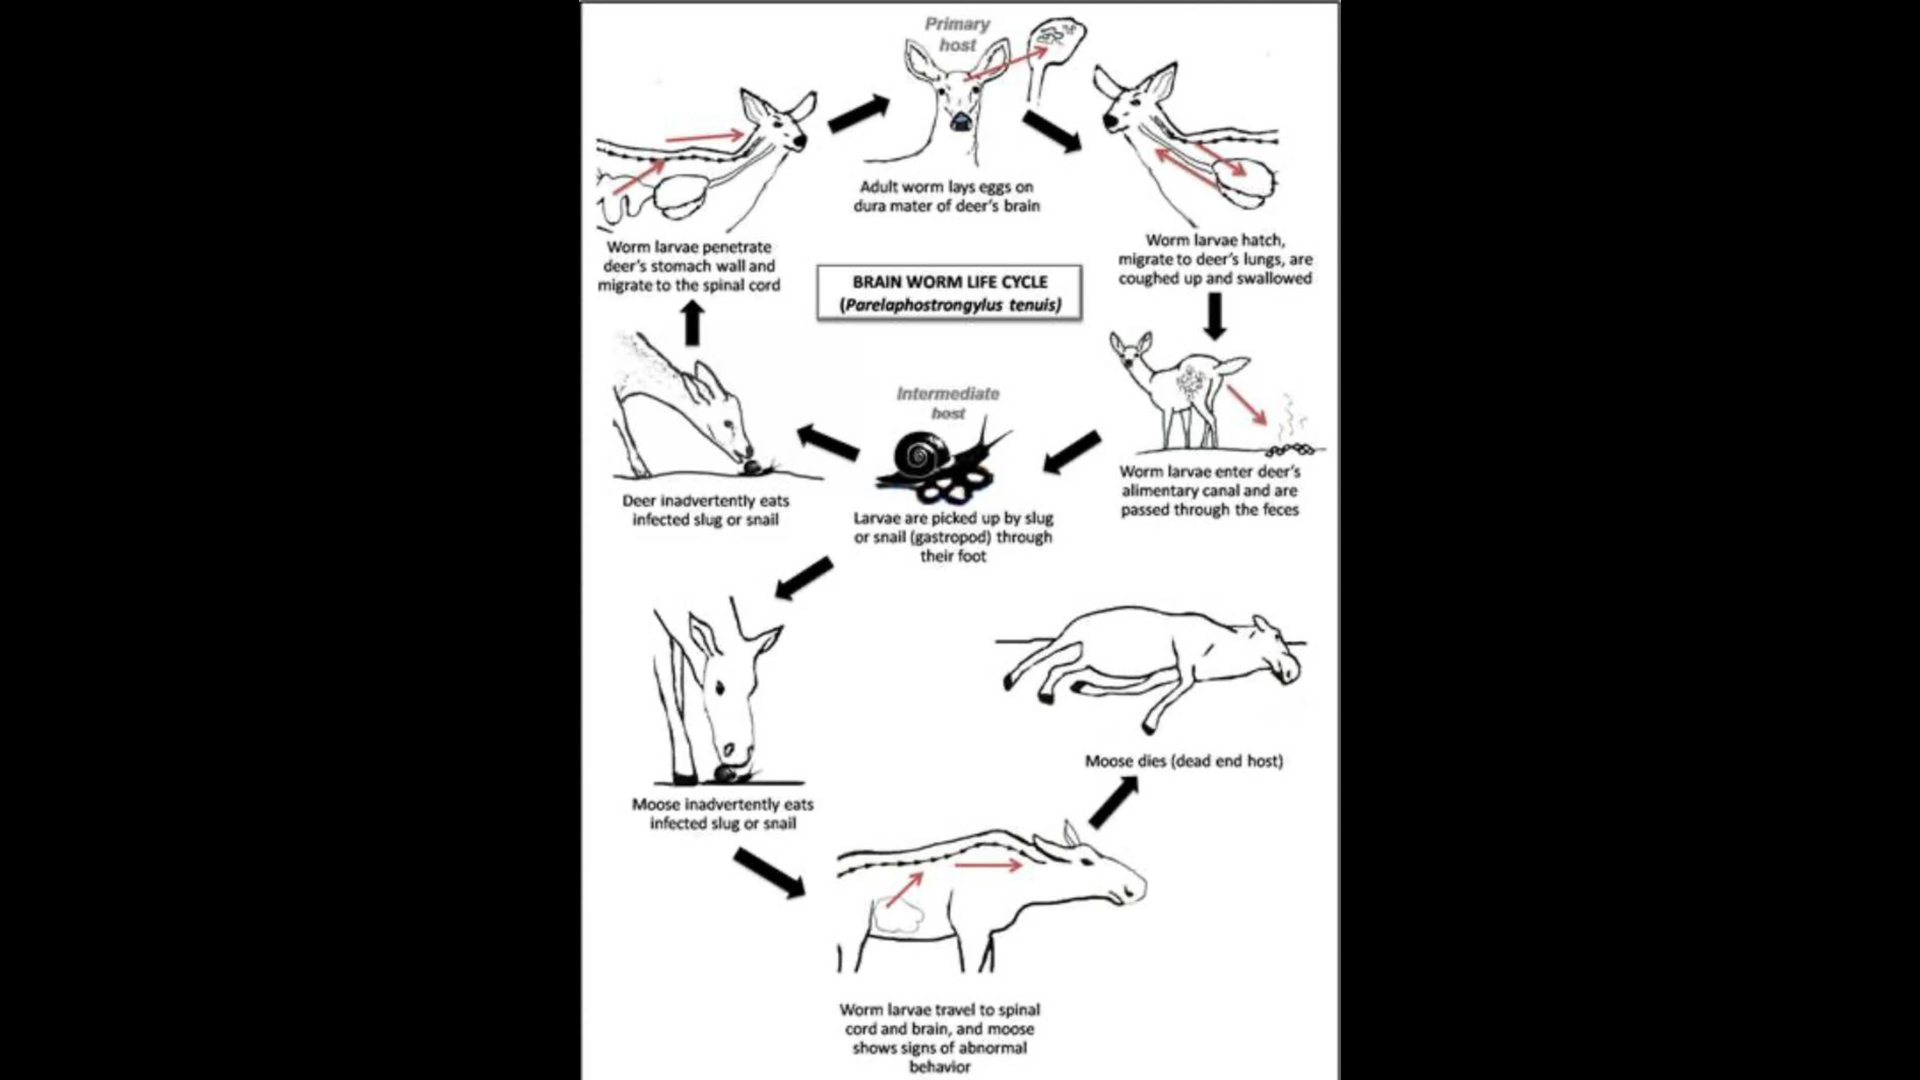 Primary
host
Adult worm lays eggs on
dura mater of deer's brain
Worm larvae hatch,
migrate to deer's lungs, are
coughed up and swallowed
Worm larvae penetrate
deer's stomach wall and
migrate to the spinal cord
BRAIN WORM LIFE CYCLE
(Parelaphostrongylus tenuis)
Worm larvae enter deer's
alimentary canal and are
passed through the feces
Intermediate
host
Larvae are picked up by slug
or snail (gastropod) through
their foot
Deer inadvertently eats
infected slug or snail
Moose inadvertently eats
infected slug or snail
Moose dies (dead end host)
Worm larvae travel to spinal
cord and brain, and moose
shows signs of abnormal
behavior